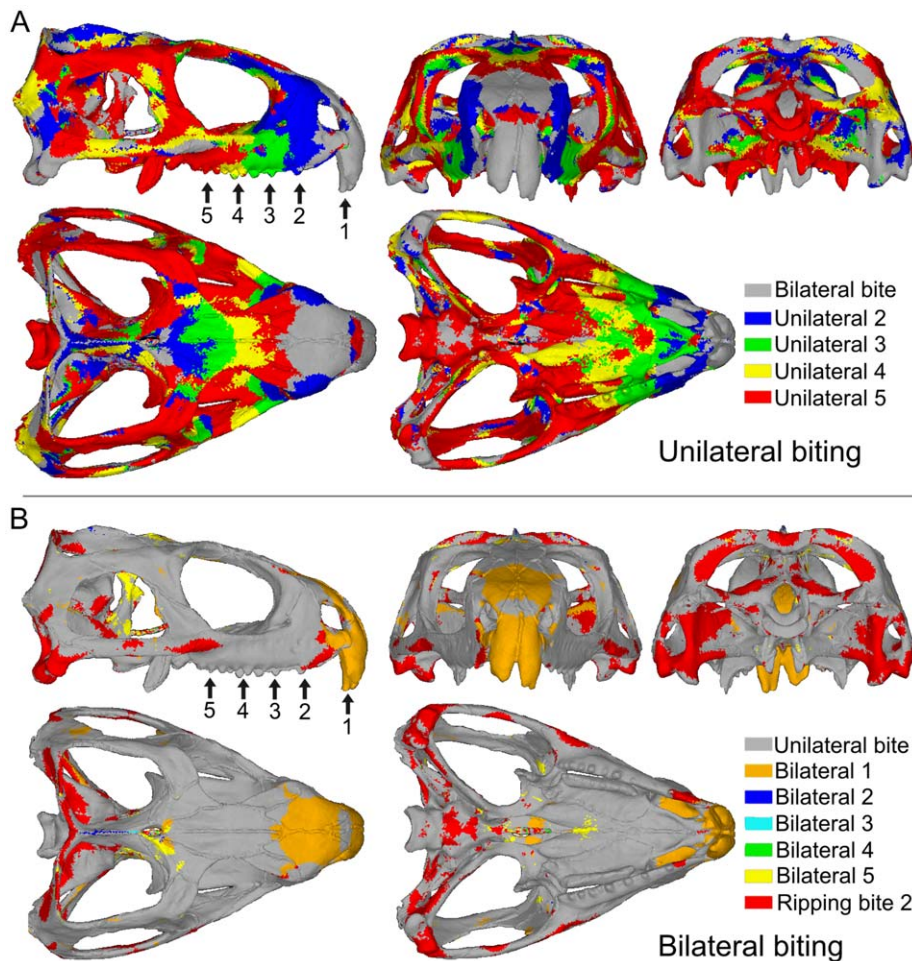 A
5 4 3 2 1
Bilateral bite
Unilateral 2
Unilateral 3
Unilateral 4
Unilateral 5
Unilateral biting
B
5 4 3 2 1
Unilateral bite
Bilateral 1
Bilateral 2
Bilateral 3
Bilateral 4
Bilateral 5
Ripping bite 2
Bilateral biting